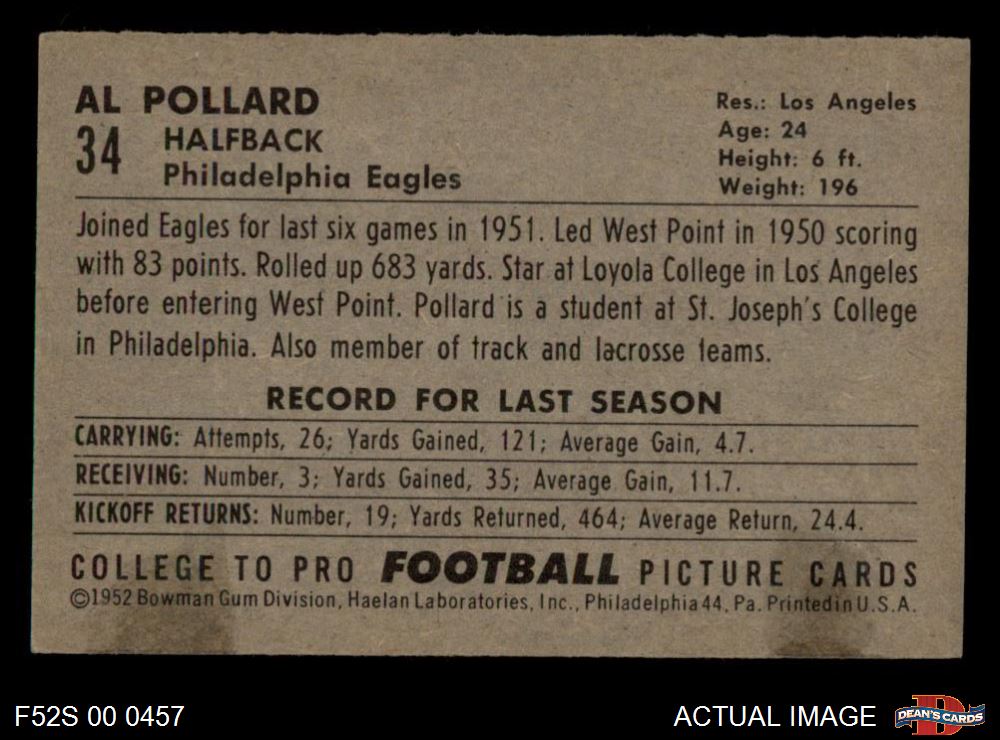 AL POLLARD
34 HALFBACK
Philadelphia Eagles
Res.: Los Angeles
Age: 24
Height: 6 ft.
Weight: 196
Joined Eagles for last six games in 1951. Led West Point in 1950 scoring
with 83 points. Rolled up 683 yards. Star at Loyola College in Los Angeles
before entering West Point. Pollard is a student at St. Joseph's College
in Philadelphia. Also member of track and lacrosse teams.
RECORD FOR LAST SEASON
CARRYING: Attempts, 26; Yards Gained, 121; Average Gain, 4.7.
RECEIVING: Number, 3; Yards Gained, 35; Average Gain, 11.7.
KICKOFF RETURNS: Number, 19; Yards Returned, 464; Average Return, 24.4.
COLLEGE TO PRO FOOTBALL PICTURE CARDS
©1952 Bowman Gum Division, Haelan Laboratories, Inc., Philadelphia 44, Pa. Printed in U.S.A.
F52S 00 0457
ACTUAL IMAGE
D
DEAN'S CARDS